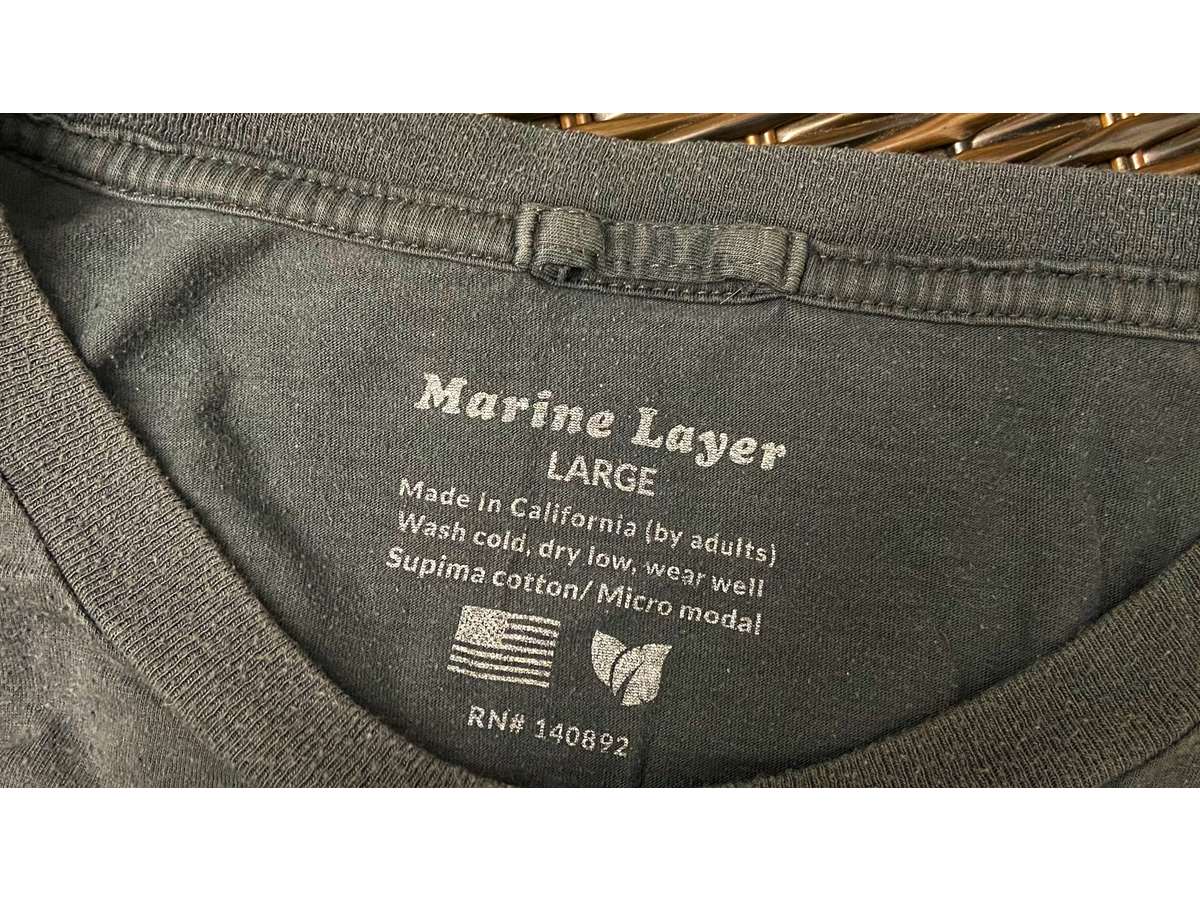 Marine Layer
LARGE
Made in California (by adults)
Wash cold, dry low, wear well
Supima cotton/ Micro modal
RN# 140892